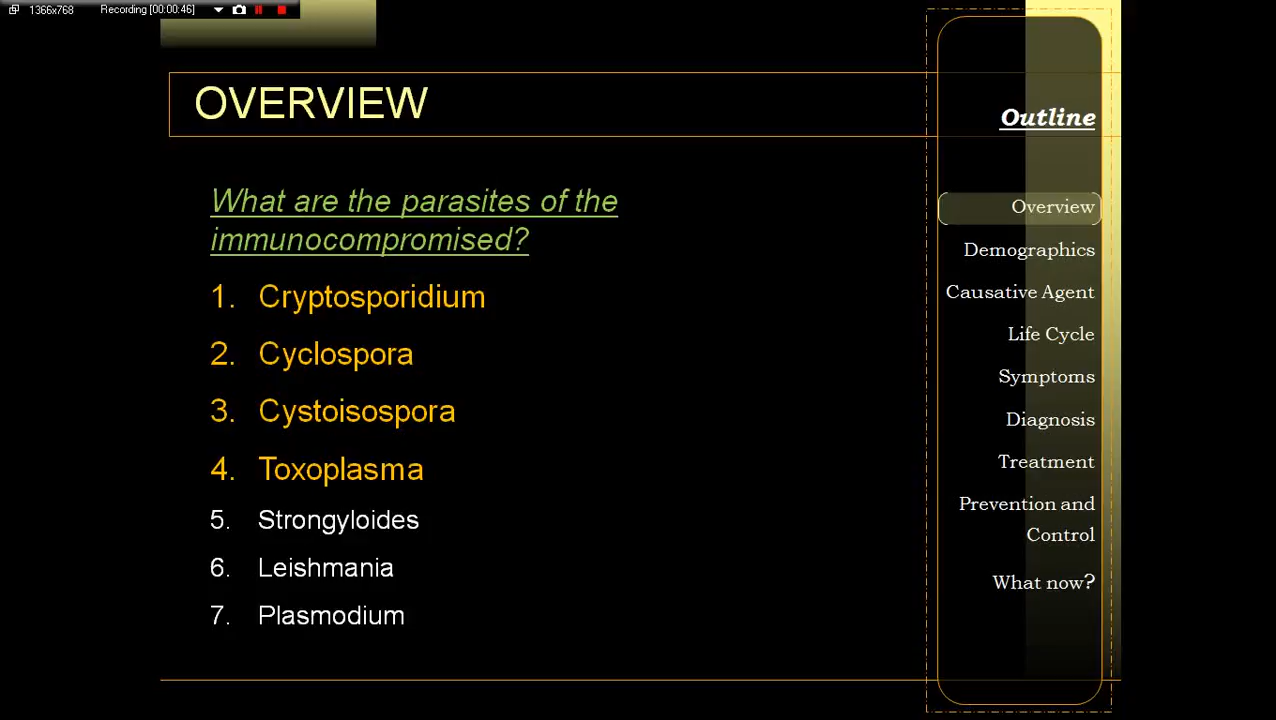 1366x768 Recording [00:00:46]
OVERVIEW
What are the parasites of the
immunocompromised?
1. Cryptosporidium
2. Cyclospora
3. Cystoisospora
4. Toxoplasma
5. Strongyloides
6. Leishmania
7. Plasmodium
Outline
Overview
Demographics
Causative Agent
Life Cycle
Symptoms
Diagnosis
Treatment
Prevention and
Control
What now?